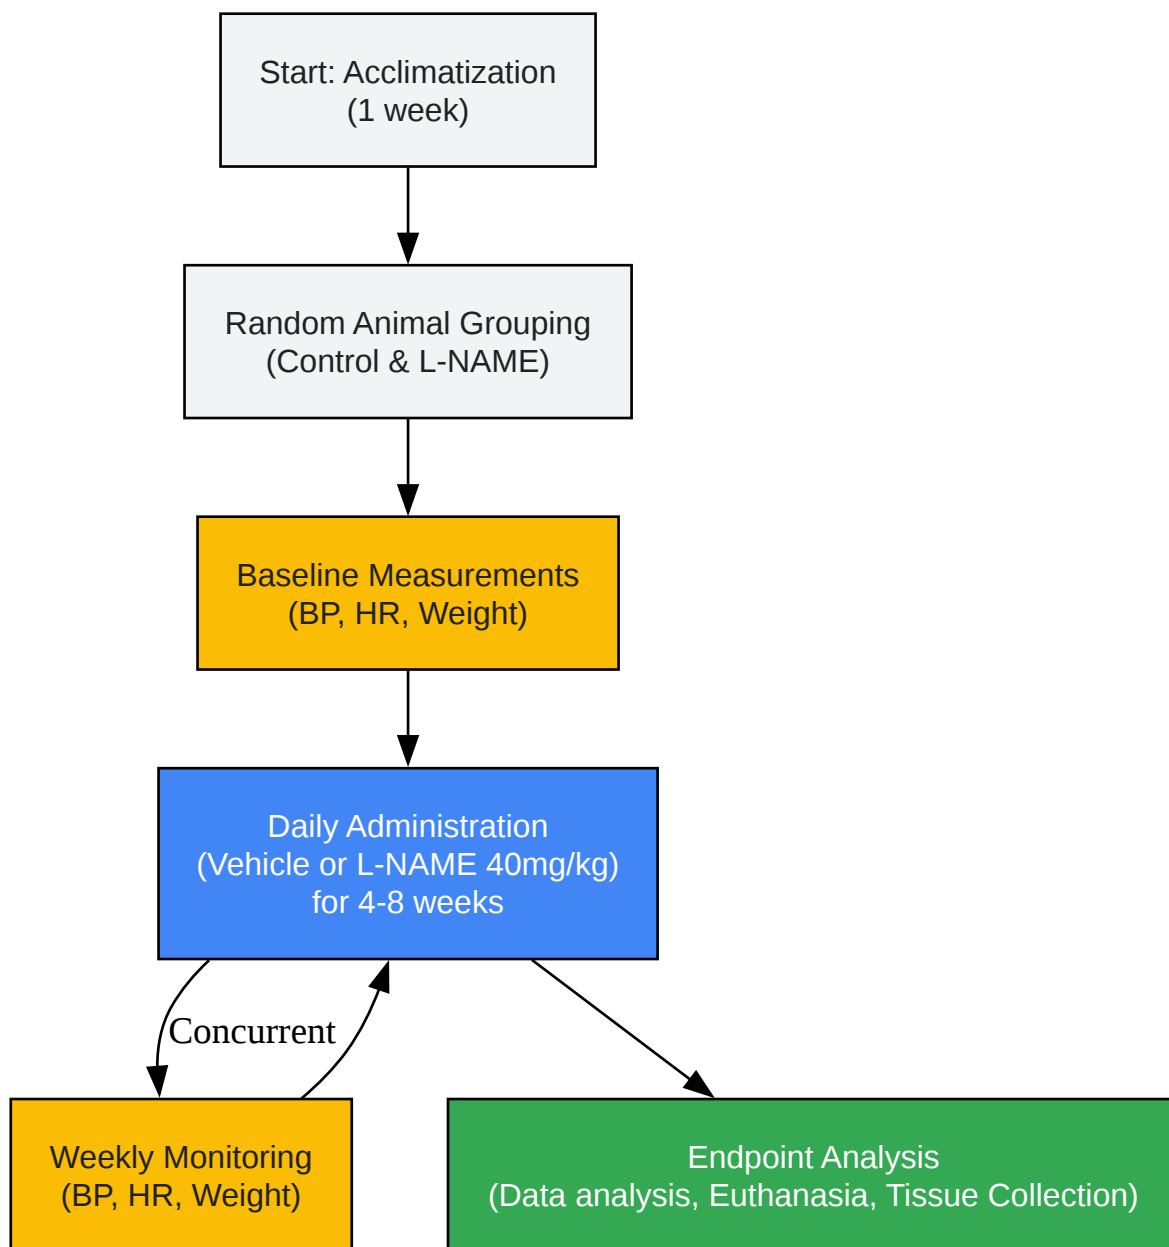 Start: Acclimatization
(1 week)
Random Animal Grouping
(Control & L-NAME)
Baseline Measurements
(BP, HR, Weight)
Daily Administration
(Vehicle or L-NAME 40mg/kg)
for 4-8 weeks
Concurrent
Weekly Monitoring
(BP, HR, Weight)
Endpoint Analysis
(Data analysis, Euthanasia, Tissue Collection)